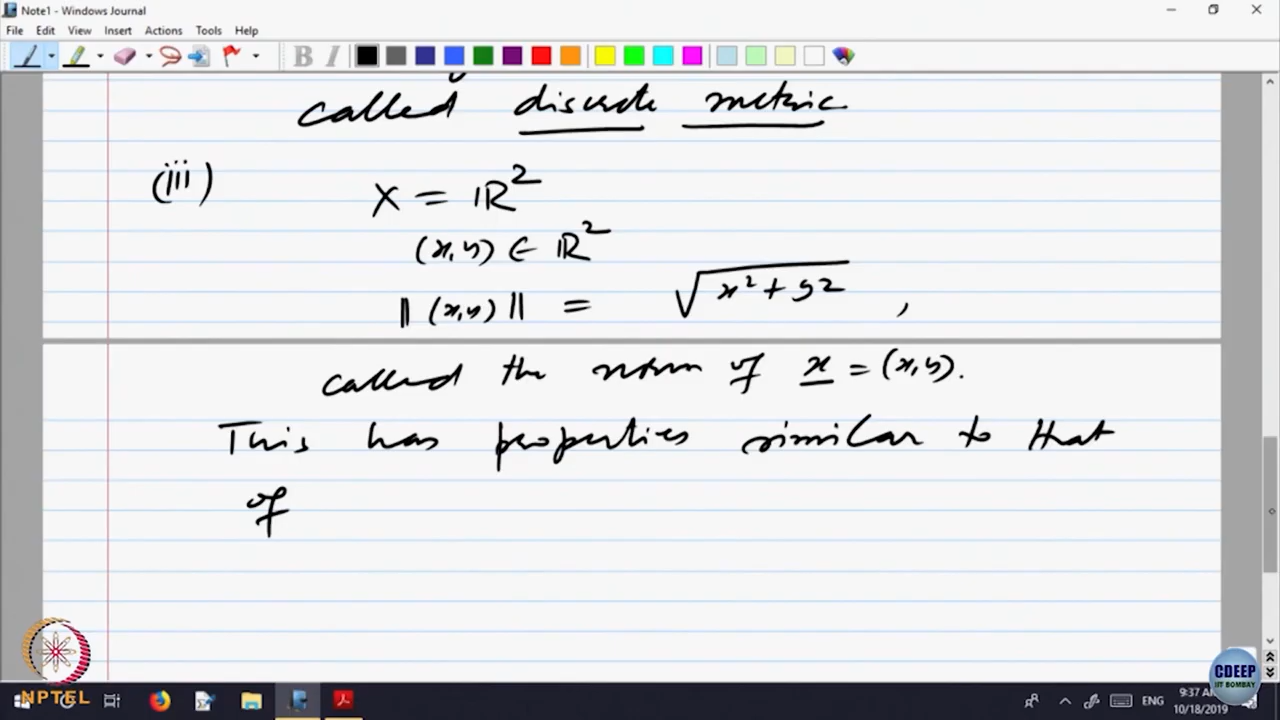 Note1 - Windows Journal
File Edit View Insert Actions Tools Help
B I
called discrete metric
(iii) X = ℝ²
(x,y) ∈ ℝ²
‖ (x,y) ‖ = √(x² + y²) ,
called the norm of x = (x,y).
This has properties similar to that
of
NPTEL
CDEEP
IIT BOMBAY
ENG
9:37 AM
10/18/2019